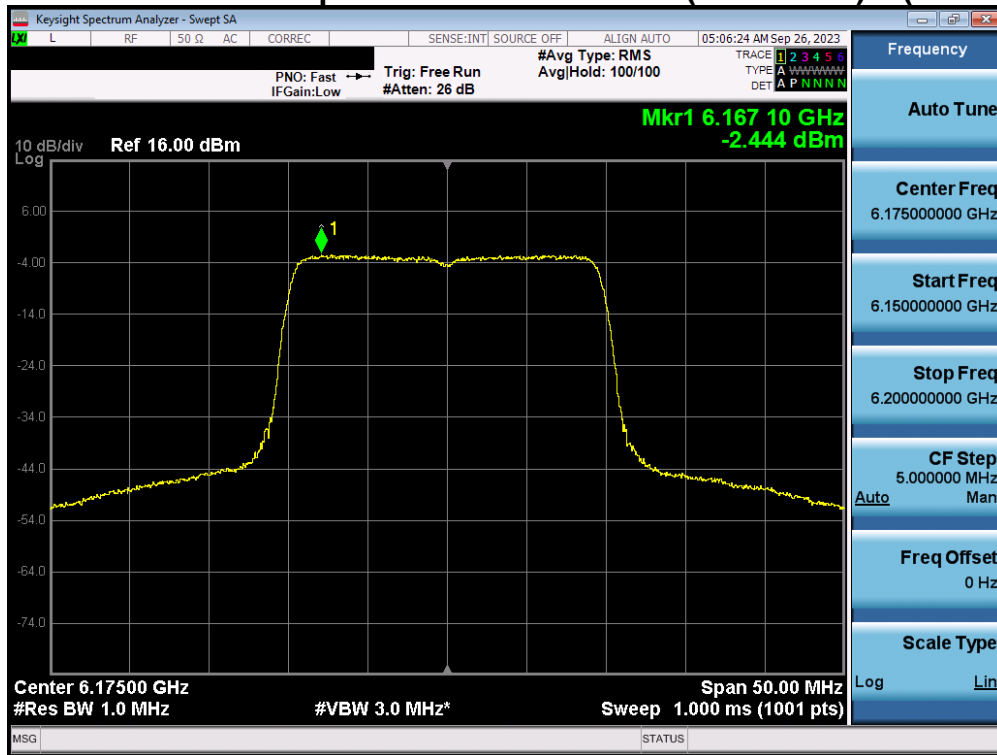 Keysight Spectrum Analyzer - Swept SA
LXI L RF 50 Ω AC CORREC SENSE:INT SOURCE OFF ALIGN AUTO 05:06:24 AM Sep 26, 2023
PNO: Fast
IFGain:Low
Trig: Free Run
#Atten: 26 dB
#Avg Type: RMS
Avg|Hold: 100/100
TRACE 1 2 3 4 5 6
TYPE A WWWWW
DET A P N N N N
Mkr1 6.167 10 GHz
-2.444 dBm
10 dB/div Ref 16.00 dBm
Log
1
6.00
-4.00
-14.0
-24.0
-34.0
-44.0
-54.0
-64.0
-74.0
Center 6.17500 GHz Span 50.00 MHz
#Res BW 1.0 MHz #VBW 3.0 MHz* Sweep 1.000 ms (1001 pts)
MSG STATUS
Frequency
Auto Tune
Center Freq
6.175000000 GHz
Start Freq
6.150000000 GHz
Stop Freq
6.200000000 GHz
CF Step
5.000000 MHz
Auto Man
Freq Offset
0 Hz
Scale Type
Log Lin